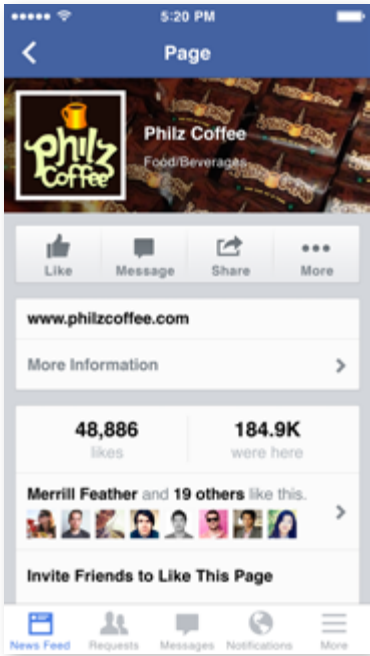 5:20 PM
Page
Philz Coffee
Philz Coffee
Food/Beverages
Like Message Share More
www.philzcoffee.com
More Information
48,886 184.9K
likes were here
Merrill Feather and 19 others like this.
Invite Friends to Like This Page
News Feed Requests Messages Notifications More